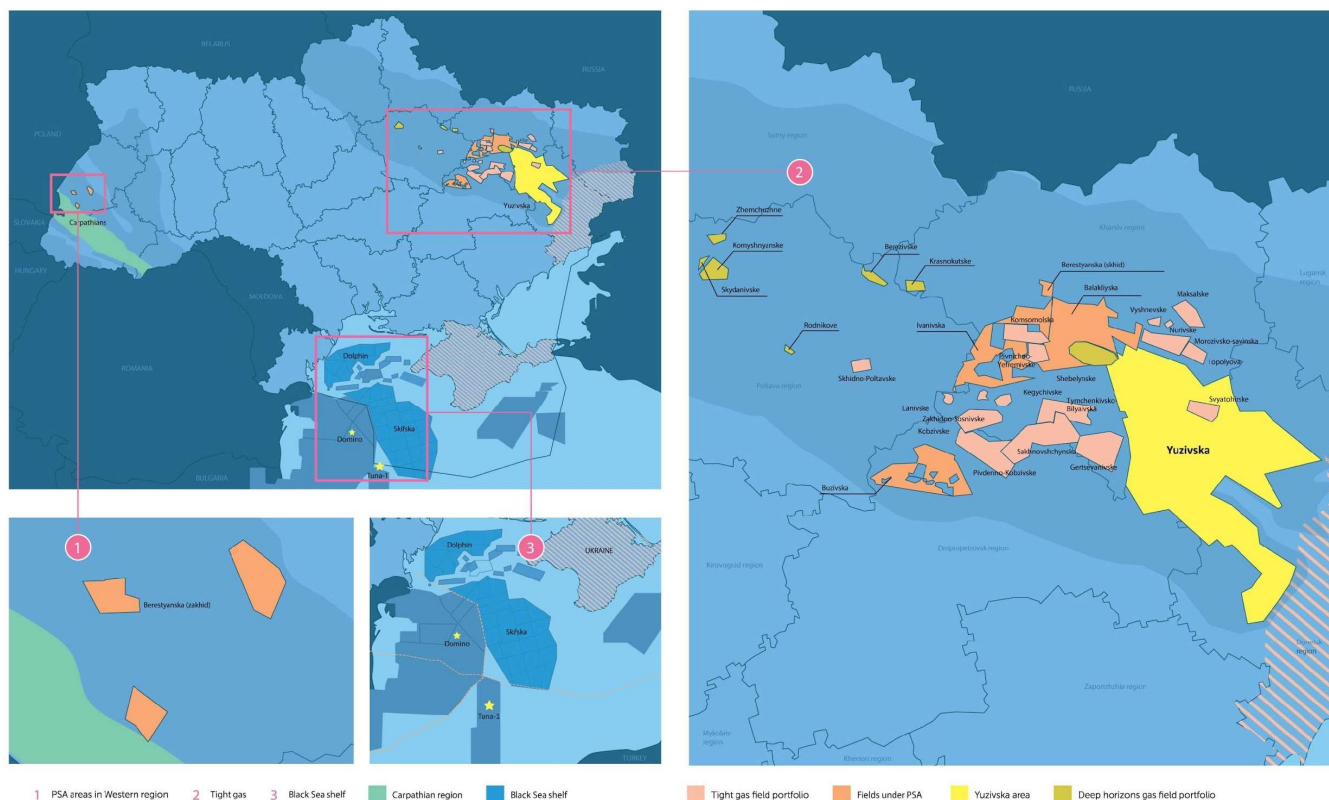 BELARUS
RUSSIA
POLAND
SLOVAKIA
HUNGARY
MOLDOVA
ROMANIA
BULGARIA
Carpathians
Yuzivska
Dolphin
Domino
Skifska
Tuna-1
1
2
3
Berestyanska (zakhid)
Dolphin
UKRAINE
Domino
Skifska
Tuna-1
TURKEY
RUSSIA
Sumy region
Kharkiv region
Lugansk
region
Poltava region
Zhemchuzhne
Komyshnyanske
Skydanivske
Berezivske
Krasnokutske
Berestyanska (skhid)
Balakliyska
Vyshnevske
Maksalske
Nurivske
Morozivsko-savinska
Topolyova
Rodnikove
Ivanivska
Komsomolska
Pivnichno-
Yefremivske
Shebelynske
Skhidno-Poltavske
Kegychivske
Lanivske
Tymchenkivsko
Bilyaivska
Svyatohirske
Zakhidno-Sosnivske
Kobzivske
Yuzivska
Sakhnovshchynska
Pivdenno-Kobzivske
Gertsevanivske
Buzivska
Dnipropetrovsk region
Kirovograd region
Donetsk
region
Zaporizhzhia region
Mykolaiv
region
Kherson region
1 PSA areas in Western region
2 Tight gas
3 Black Sea shelf
Carpathian region
Black Sea shelf
Tight gas field portfolio
Fields under PSA
Yuzivska area
Deep horizons gas field portfolio